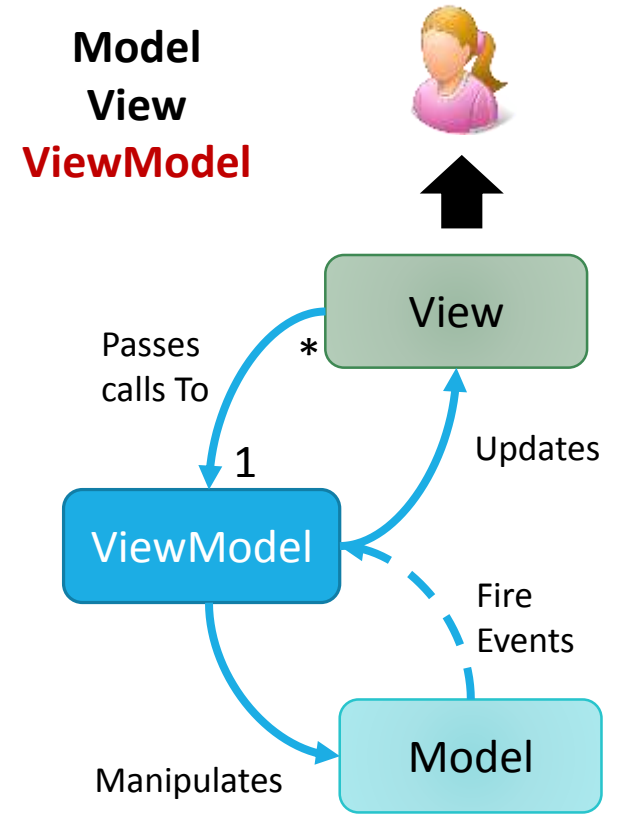 Model
View
ViewModel
View
Passes
calls To
*
1
Updates
ViewModel
Fire
Events
Model
Manipulates